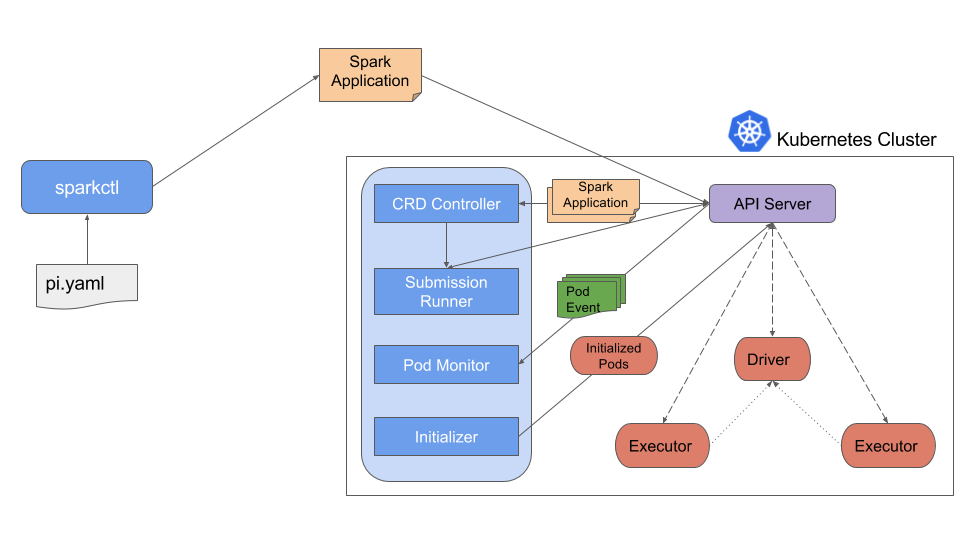 Spark
Application
Kubernetes Cluster
sparkctl
pi.yaml
CRD Controller
Spark
Application
API Server
Submission
Runner
Pod
Event
Pod Monitor
Initialized
Pods
Driver
Initializer
Executor
Executor